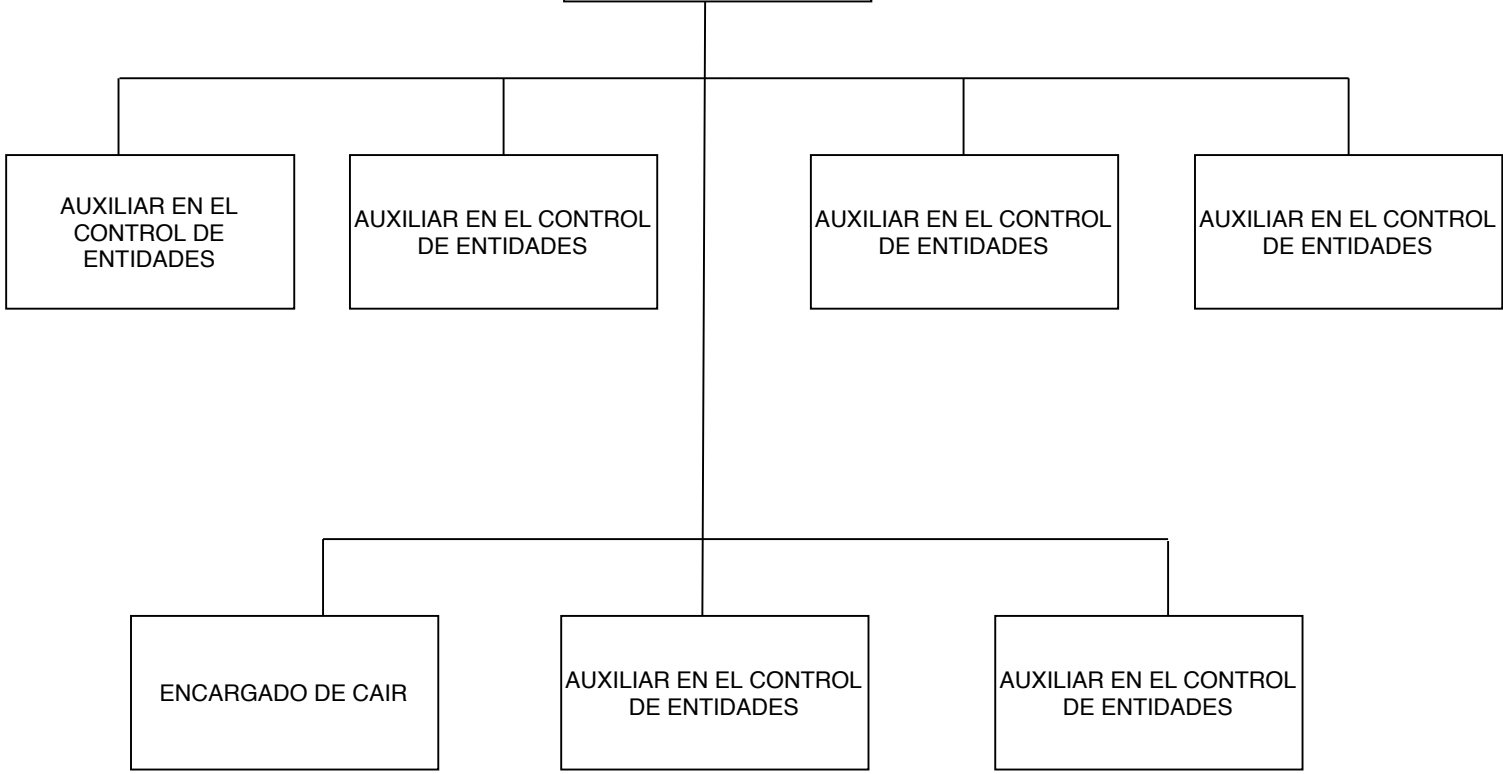 AUXILIAR EN EL
CONTROL DE
ENTIDADES
AUXILIAR EN EL CONTROL
DE ENTIDADES
AUXILIAR EN EL CONTROL
DE ENTIDADES
AUXILIAR EN EL CONTROL
DE ENTIDADES
ENCARGADO DE CAIR
AUXILIAR EN EL CONTROL
DE ENTIDADES
AUXILIAR EN EL CONTROL
DE ENTIDADES